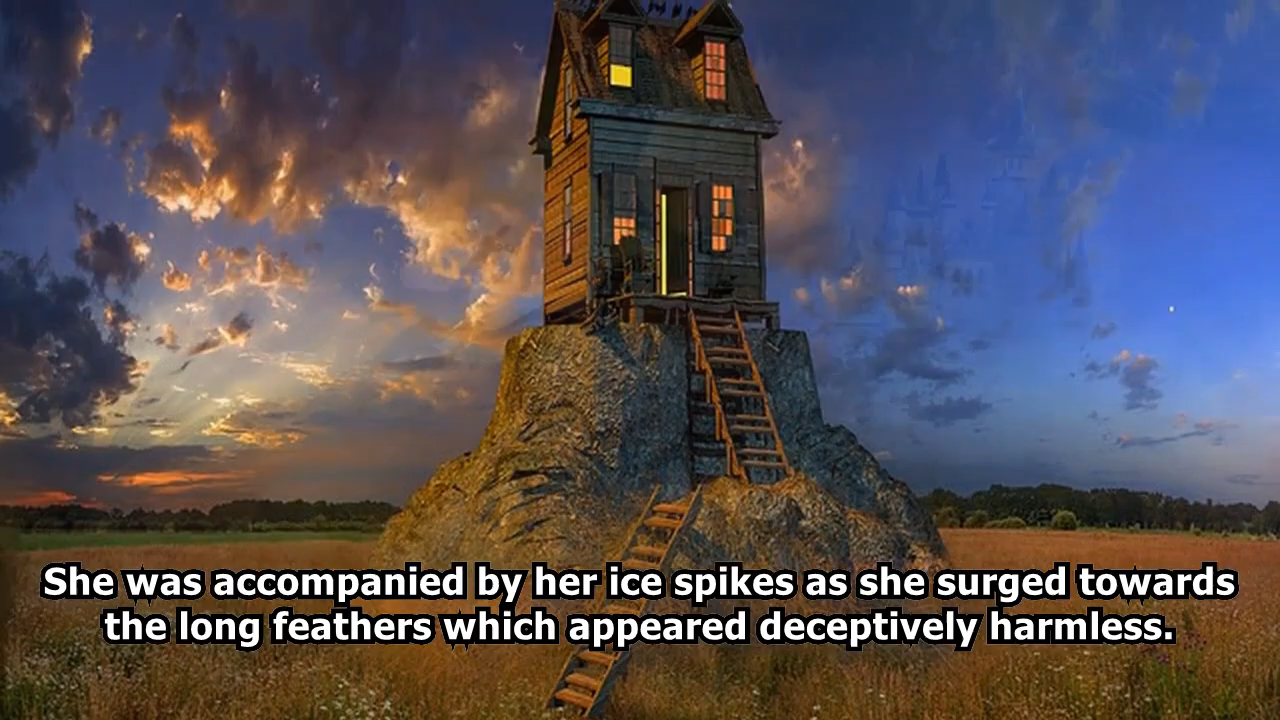 She was accompanied by her ice spikes as she surged towards
the long feathers which appeared deceptively harmless.